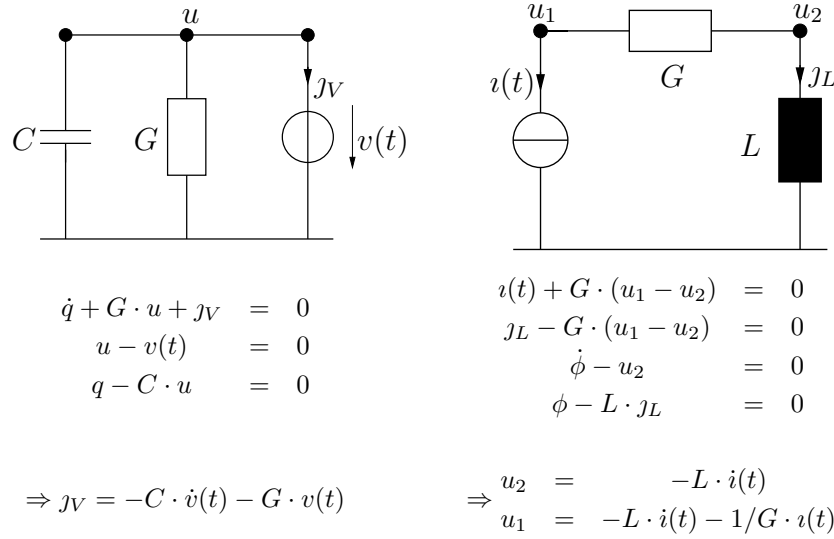 u
C
G
ȷV
v(t)
q̇ + G · u + ȷV = 0
u − v(t) = 0
q − C · u = 0
⇒ ȷV = −C · v̇(t) − G · v(t)
u1
u2
G
ı(t)
ȷL
L
ı(t) + G · (u1 − u2) = 0
ȷL − G · (u1 − u2) = 0
ϕ̇ − u2 = 0
ϕ − L · ȷL = 0
⇒ u2 = −L · i̇(t)
u1 = −L · i̇(t) − 1/G · ı(t)